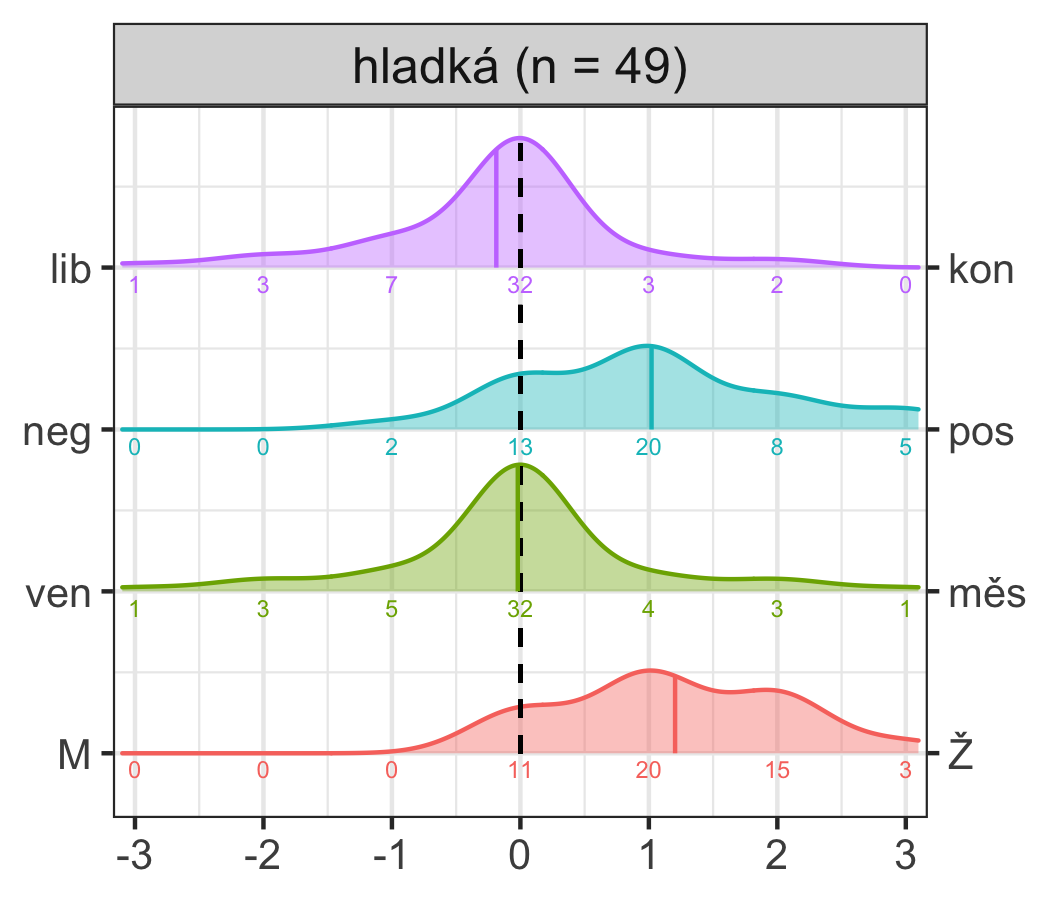 hladká (n = 49)
lib kon
1 3 7 32 3 2 0
neg pos
0 0 2 13 20 8 5
ven měs
1 3 5 32 4 3 1
M Ž
0 0 0 11 20 15 3
-3 -2 -1 0 1 2 3